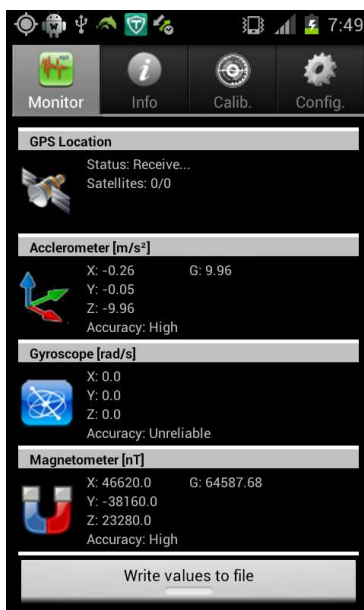 7:49
Monitor
Info
Calib.
Config.
GPS Location
Status: Receive...
Satellites: 0/0
Acclerometer [m/s²]
X: -0.26 G: 9.96
Y: -0.05
Z: -9.96
Accuracy: High
Gyroscope [rad/s]
X: 0.0
Y: 0.0
Z: 0.0
Accuracy: Unreliable
Magnetometer [nT]
X: 46620.0 G: 64587.68
Y: -38160.0
Z: 23280.0
Accuracy: High
Write values to file